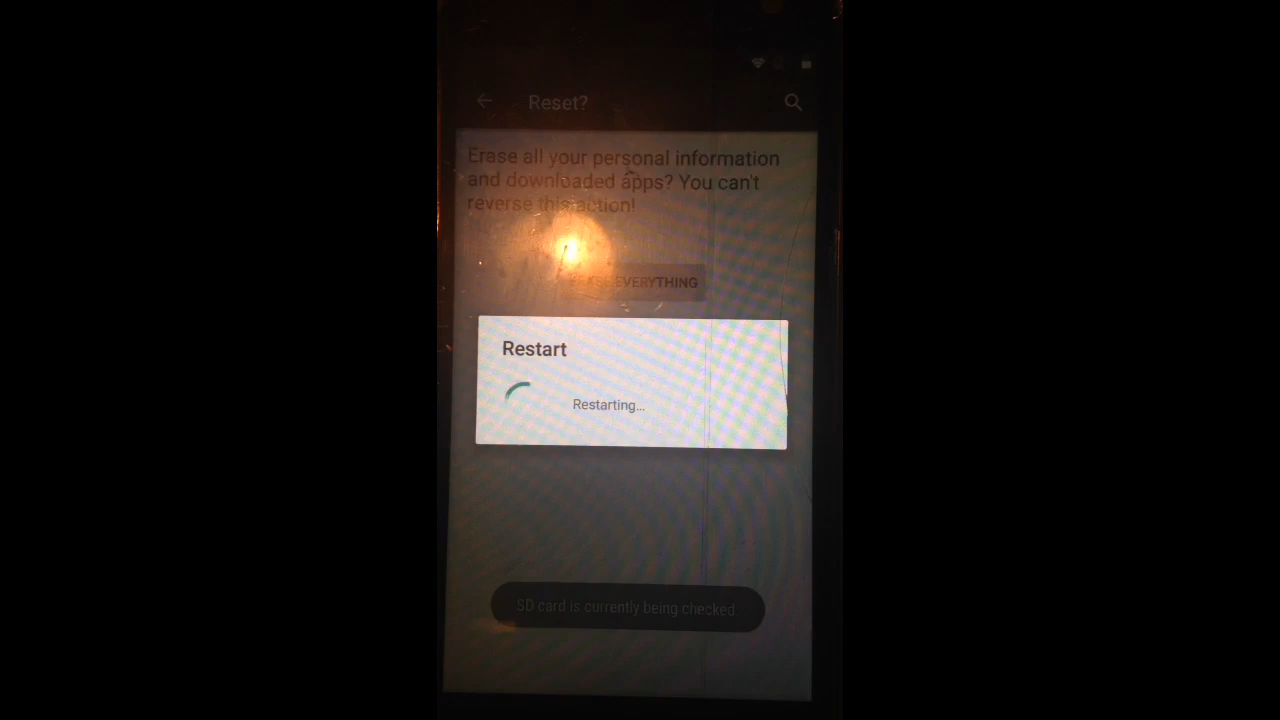 Reset?
Erase all your personal information
and downloaded apps? You can't
reverse this action!
EVERYTHING
Restart
Restarting...
SD card is currently being checked